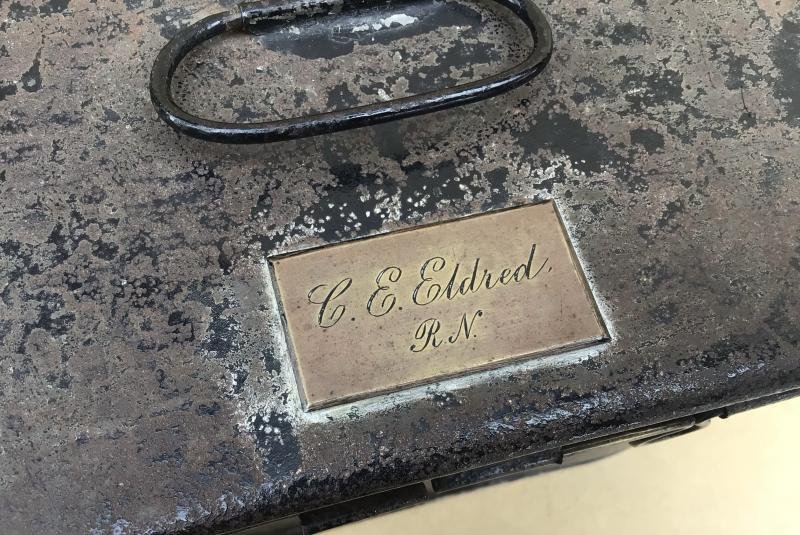 C. E. Eldred,
R.N.